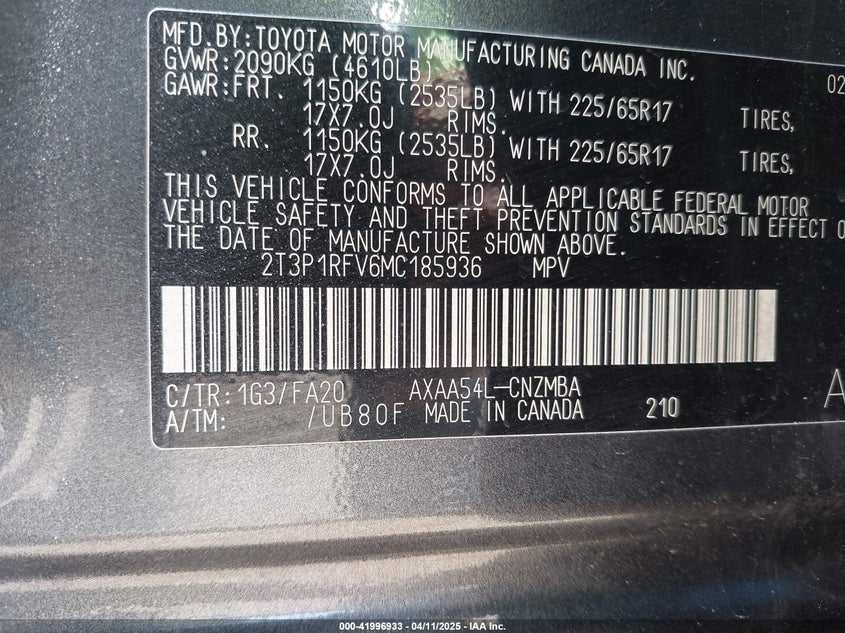 MFD.BY:TOYOTA MOTOR MANUFACTURING CANADA INC.
GVWR:2090KG (4610LB) 02
GAWR:FRT. 1150KG (2535LB) WITH 225/65R17 TIRES,
17X7.0J RIMS.
RR. 1150KG (2535LB) WITH 225/65R17 TIRES,
17X7.0J RIMS.
THIS VEHICLE CONFORMS TO ALL APPLICABLE FEDERAL MOTOR
VEHICLE SAFETY AND THEFT PREVENTION STANDARDS IN EFFECT O
THE DATE OF MANUFACTURE SHOWN ABOVE.
2T3P1RFV6MC185936 MPV
C/TR:1G3/FA20 AXAA54L-CNZMBA
A/TM: /UB80F MADE IN CANADA 210 A
000-41996933 - 04/11/2025 - IAA Inc.